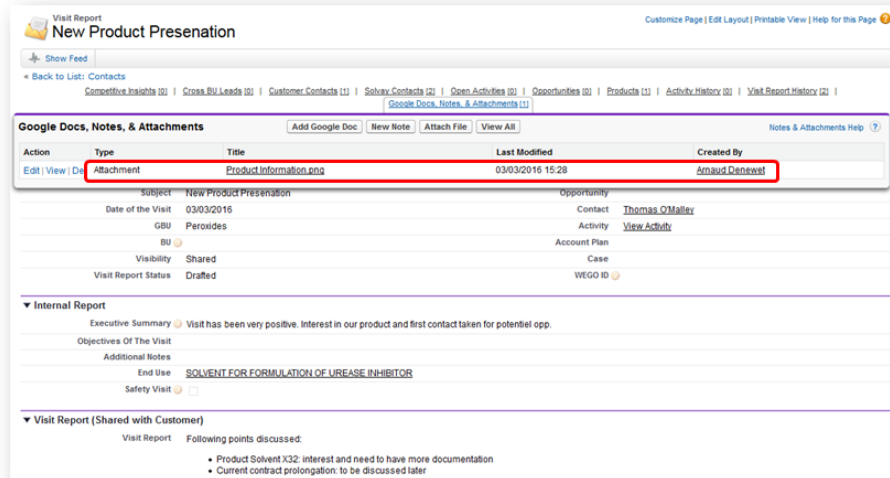 Visit Report
New Product Presenation
Customize Page | Edit Layout | Printable View | Help for this Page ?
Show Feed
« Back to List: Contacts
Competitive Insights [0] | Cross BU Leads [0] | Customer Contacts [1] | Solvay Contacts [2] | Open Activities [0] | Opportunities [0] | Products [1] | Activity History [0] | Visit Report History [2] |
Google Docs, Notes, & Attachments [1]
Google Docs, Notes, & Attachments
Add Google Doc New Note Attach File View All
Notes & Attachments Help ?
Action Type Title Last Modified Created By
Edit | View | De Attachment Product Information.png 03/03/2016 15:28 Arnaud Denewet
Subject New Product Presenation Opportunity
Date of the Visit 03/03/2016 Contact Thomas O'Malley
GBU Peroxides Activity View Activity
BU Account Plan
Visibility Shared Case
Visit Report Status Drafted WEGO ID
Internal Report
Executive Summary Visit has been very positive. Interest in our product and first contact taken for potentiel opp.
Objectives Of The Visit
Additional Notes
End Use SOLVENT FOR FORMULATION OF UREASE INHIBITOR
Safety Visit
Visit Report (Shared with Customer)
Visit Report Following points discussed:
• Product Solvent X32: interest and need to have more documentation
• Current contract prolongation: to be discussed later